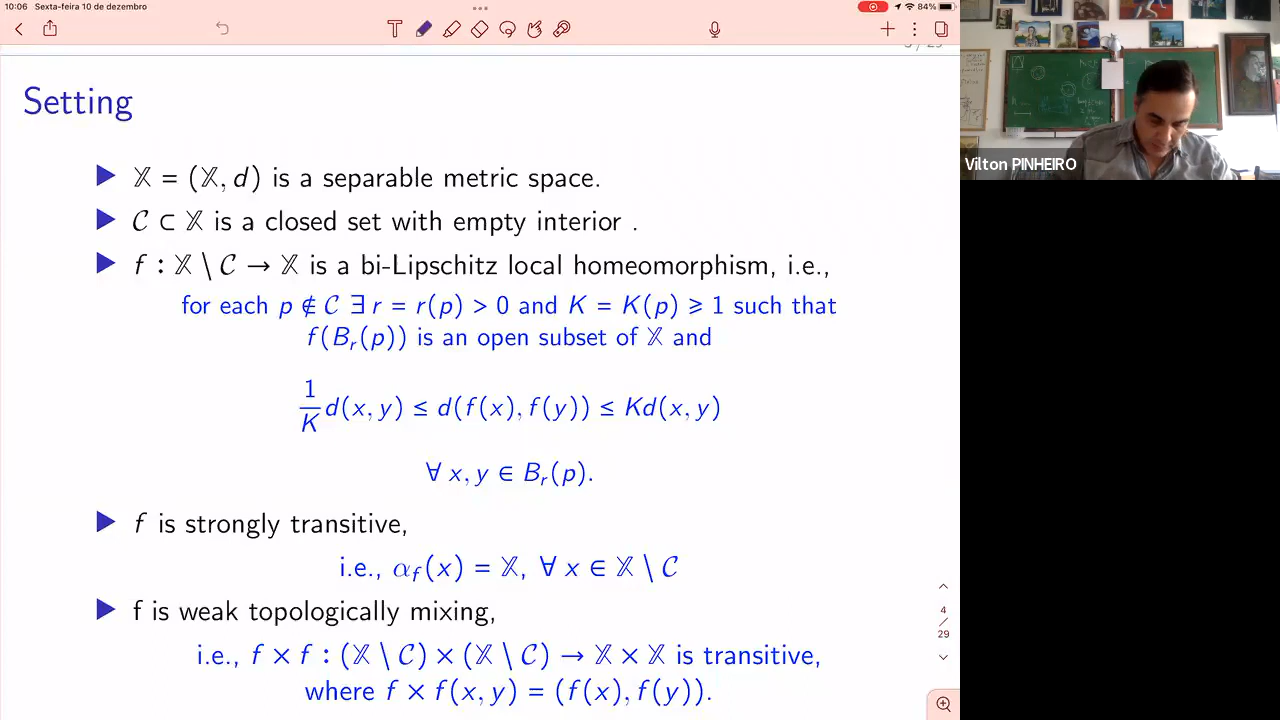 10:06 Sexta-feira 10 de dezembro
84%
Setting
▶ 𝕏 = (𝕏, d) is a separable metric space.
▶ 𝒞 ⊂ 𝕏 is a closed set with empty interior .
▶ f : 𝕏 \ 𝒞 → 𝕏 is a bi-Lipschitz local homeomorphism, i.e.,
for each p ∉ 𝒞 ∃ r = r(p) > 0 and K = K(p) ⩾ 1 such that
f(B_r(p)) is an open subset of 𝕏 and
1/K d(x, y) ≤ d(f(x), f(y)) ≤ Kd(x, y)
∀ x, y ∈ B_r(p).
▶ f is strongly transitive,
i.e., α_f(x) = 𝕏, ∀ x ∈ 𝕏 \ 𝒞
▶ f is weak topologically mixing,
i.e., f × f : (𝕏 \ 𝒞) × (𝕏 \ 𝒞) → 𝕏 × 𝕏 is transitive,
where f × f(x, y) = (f(x), f(y)).
4
/
29
Vilton PINHEIRO